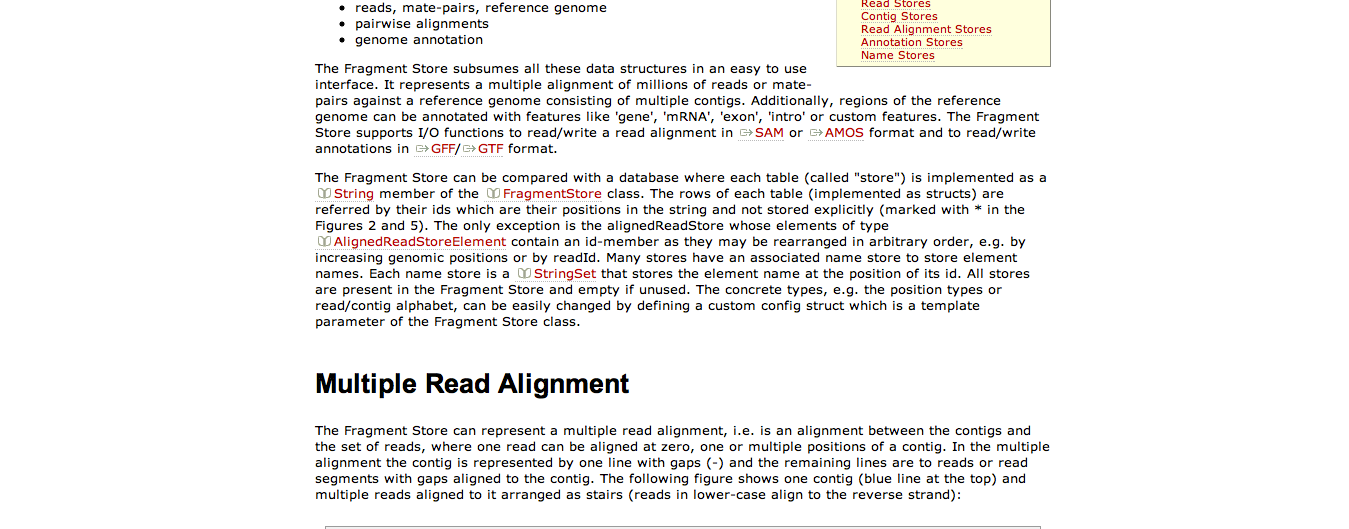 reads, mate-pairs, reference genome
pairwise alignments
genome annotation
Read Stores
Contig Stores
Read Alignment Stores
Annotation Stores
Name Stores
The Fragment Store subsumes all these data structures in an easy to use
interface. It represents a multiple alignment of millions of reads or mate-
pairs against a reference genome consisting of multiple contigs. Additionally, regions of the reference
genome can be annotated with features like 'gene', 'mRNA', 'exon', 'intro' or custom features. The Fragment
Store supports I/O functions to read/write a read alignment in SAM or AMOS format and to read/write
annotations in GFF/GTF format.
The Fragment Store can be compared with a database where each table (called "store") is implemented as a
String member of the FragmentStore class. The rows of each table (implemented as structs) are
referred by their ids which are their positions in the string and not stored explicitly (marked with * in the
Figures 2 and 5). The only exception is the alignedReadStore whose elements of type
AlignedReadStoreElement contain an id-member as they may be rearranged in arbitrary order, e.g. by
increasing genomic positions or by readId. Many stores have an associated name store to store element
names. Each name store is a StringSet that stores the element name at the position of its id. All stores
are present in the Fragment Store and empty if unused. The concrete types, e.g. the position types or
read/contig alphabet, can be easily changed by defining a custom config struct which is a template
parameter of the Fragment Store class.
Multiple Read Alignment
The Fragment Store can represent a multiple read alignment, i.e. is an alignment between the contigs and
the set of reads, where one read can be aligned at zero, one or multiple positions of a contig. In the multiple
alignment the contig is represented by one line with gaps (-) and the remaining lines are to reads or read
segments with gaps aligned to the contig. The following figure shows one contig (blue line at the top) and
multiple reads aligned to it arranged as stairs (reads in lower-case align to the reverse strand):